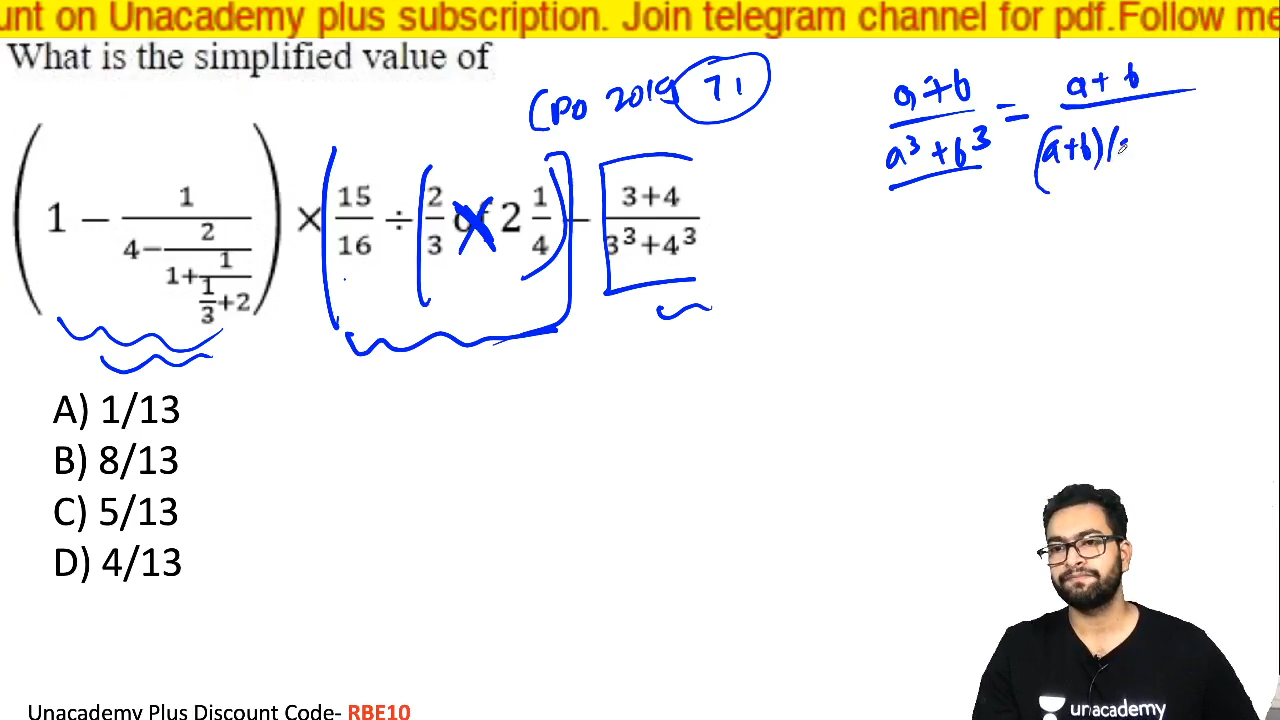 unt on Unacademy plus subscription. Join telegram channel for pdf.Follow me
What is the simplified value of
CPO 2019 71
(1 − 1/(4−2/(1+1/(1/3+2)))) × 15/16 ÷ 2/3 of 2 1/4 − (3+4)/(3³+4³)
a+b/a³+b³ = a+b/(a+b)(
A) 1/13
B) 8/13
C) 5/13
D) 4/13
unacademy
Unacademy Plus Discount Code- RBE10